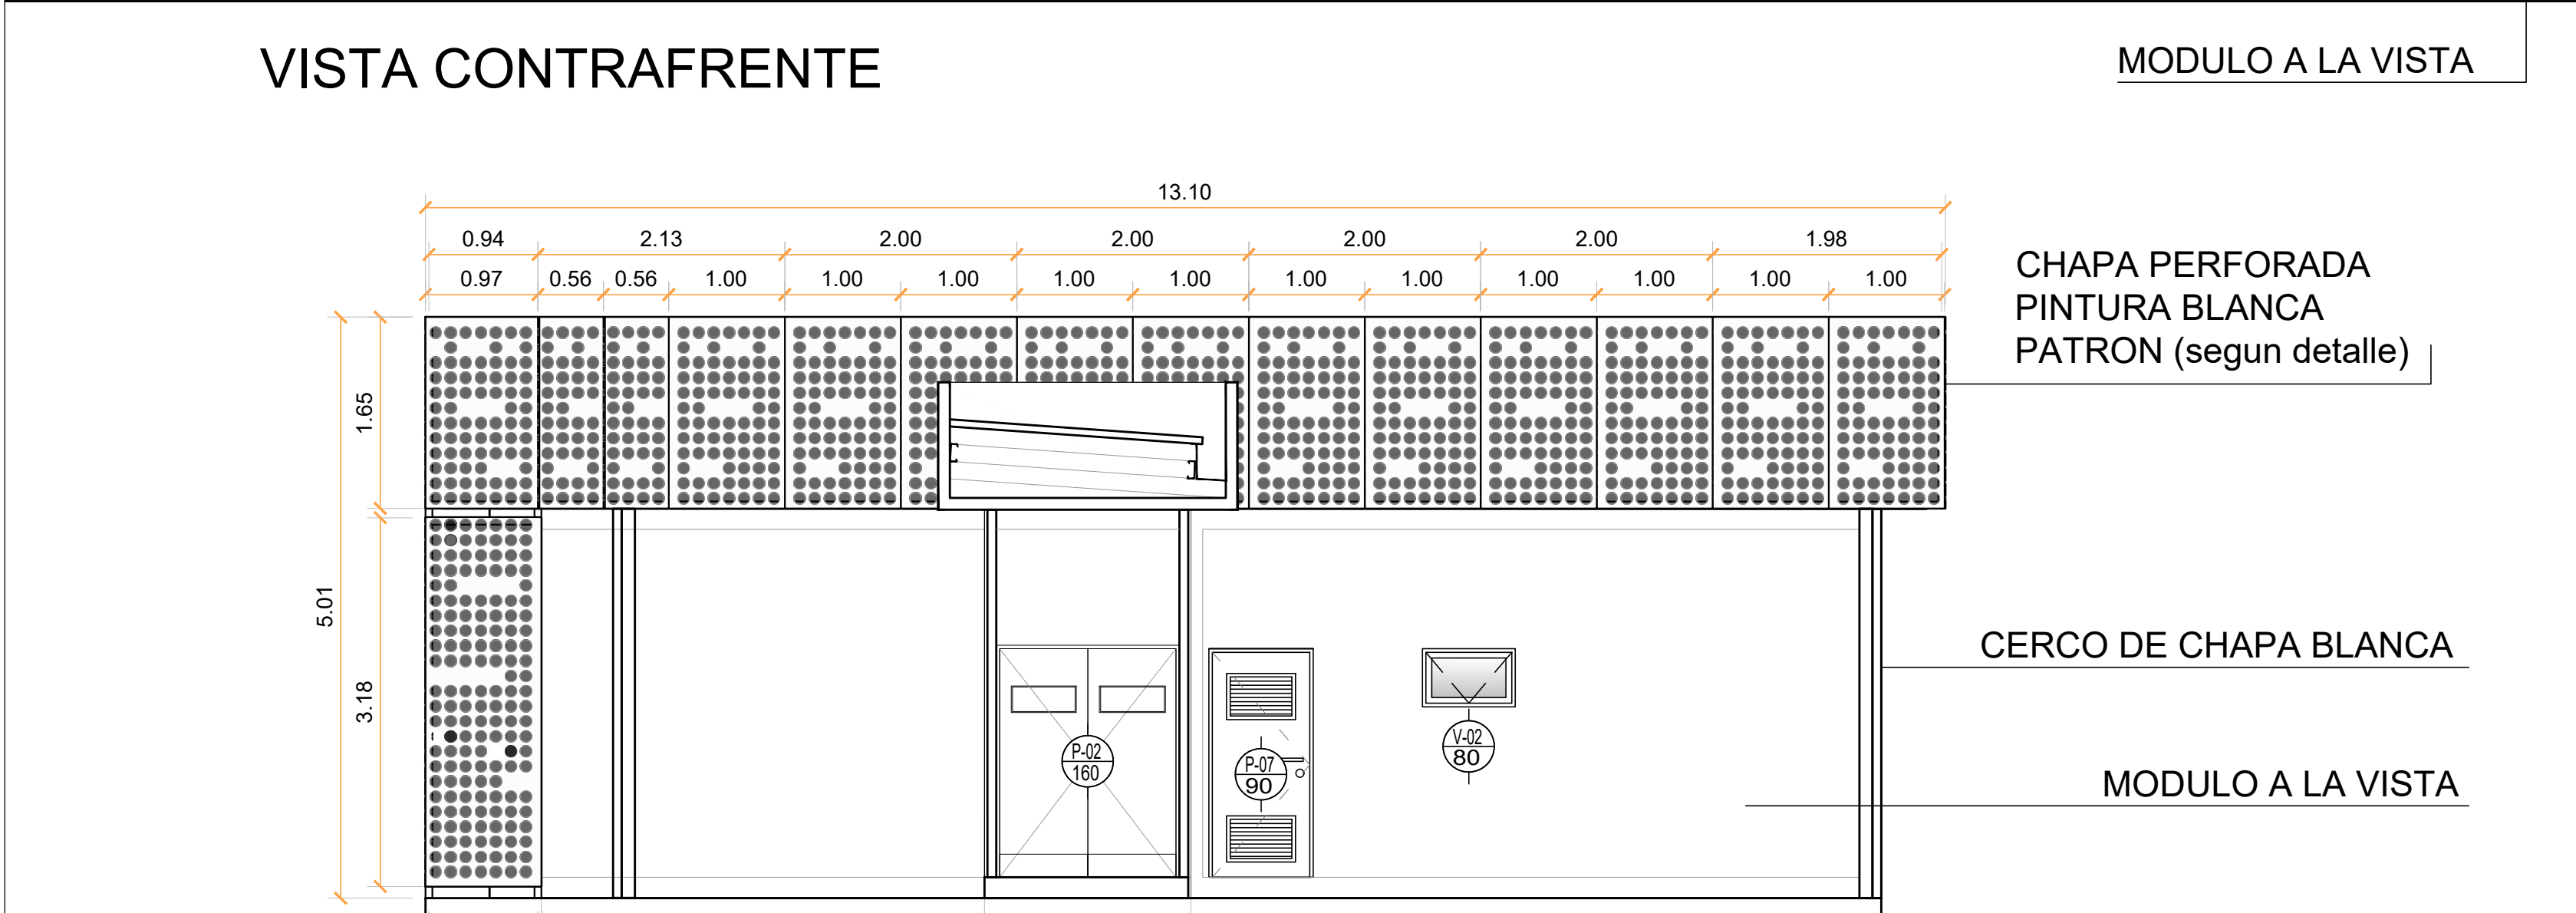 VISTA CONTRAFRENTE
MODULO A LA VISTA
13.10
0.94 2.13 2.00 2.00 2.00 2.00 1.98
0.97 0.56 0.56 1.00 1.00 1.00 1.00 1.00 1.00 1.00 1.00 1.00 1.00 1.00
CHAPA PERFORADA
PINTURA BLANCA
PATRON (segun detalle)
1.65
5.01
3.18
CERCO DE CHAPA BLANCA
P-02
160
P-07
90
V-02
80
MODULO A LA VISTA